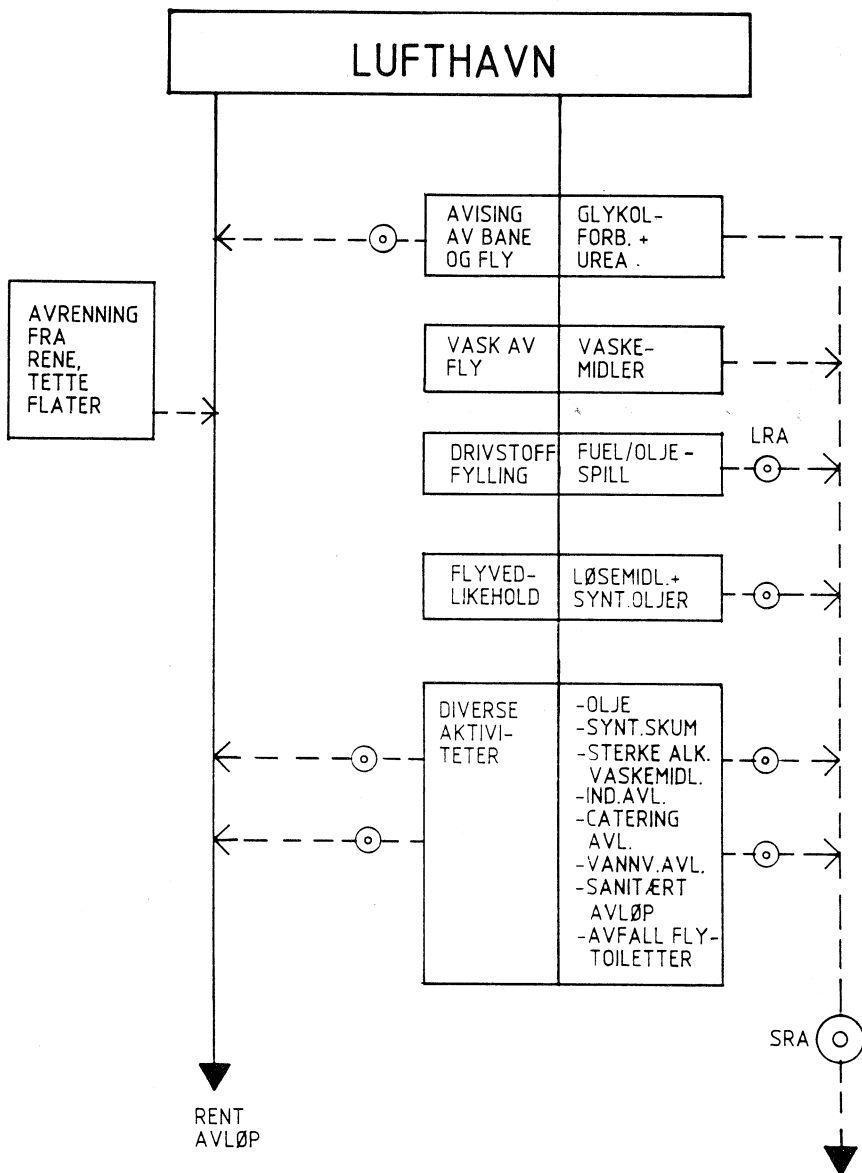 LUFTHAVN
AVISING
AV BANE
OG FLY
GLYKOL-
FORB. +
UREA.
AVRENNING
FRA
RENE,
TETTE
FLATER
VASK AV
FLY
VASKE-
MIDLER
DRIVSTOFF
FYLLING
FUEL/OLJE-
SPILL
LRA
FLYVED-
LIKEHOLD
LØSEMIDL.+
SYNT.OLJER
DIVERSE
AKTIVI-
TETER
-OLJE
-SYNT.SKUM
-STERKE ALK.
VASKEMIDL.
-IND.AVL.
-CATERING
AVL.
-VANNV.AVL.
-SANITÆRT
AVLØP
-AVFALL FLY-
TOILETTER
SRA
RENT
AVLØP